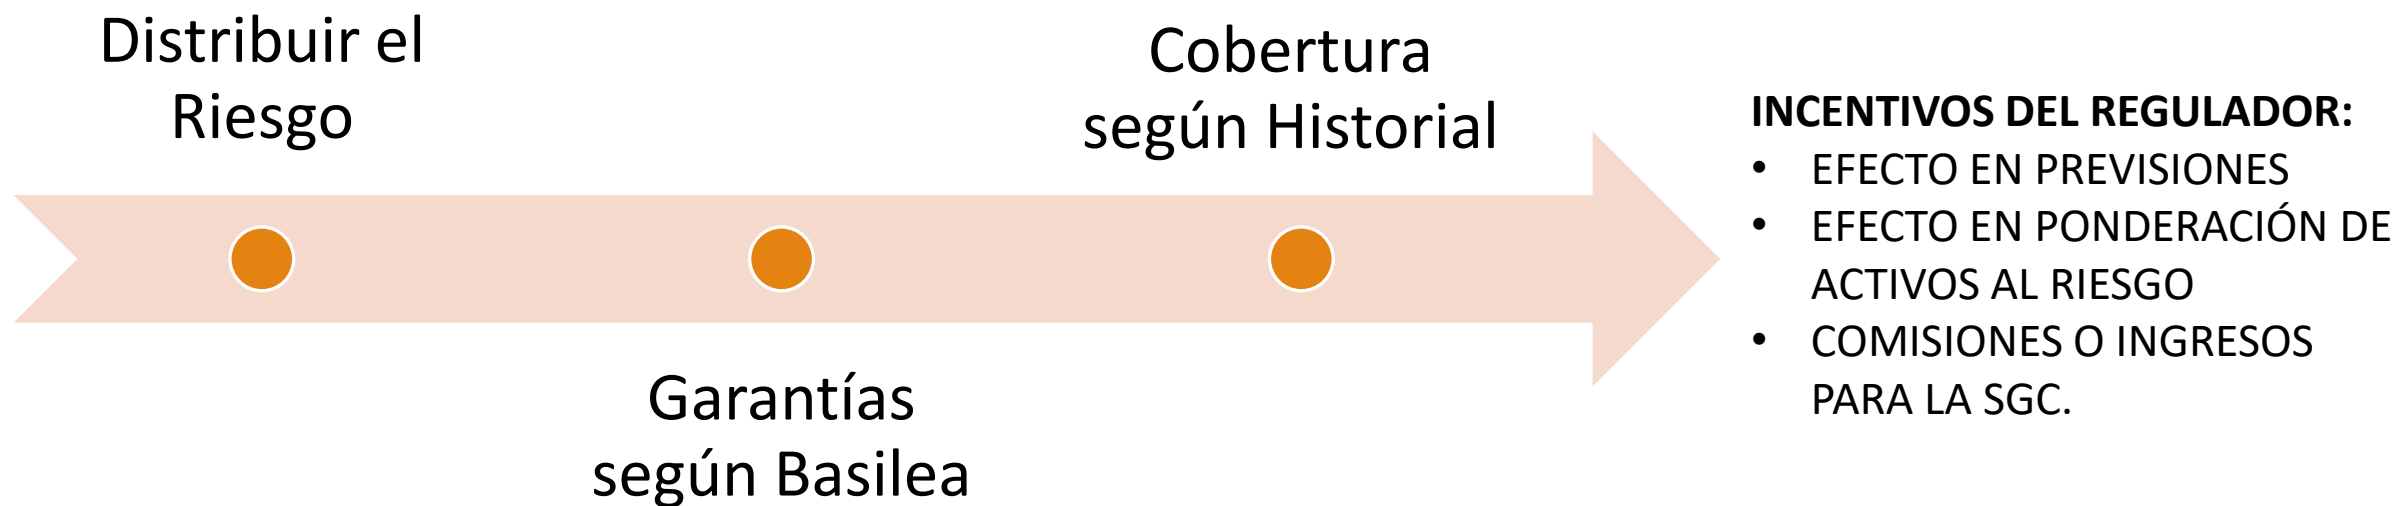 Distribuir el
Riesgo
Garantías
según Basilea
Cobertura
según Historial
INCENTIVOS DEL REGULADOR:
• EFECTO EN PREVISIONES
• EFECTO EN PONDERACIÓN DE
ACTIVOS AL RIESGO
• COMISIONES O INGRESOS
PARA LA SGC.